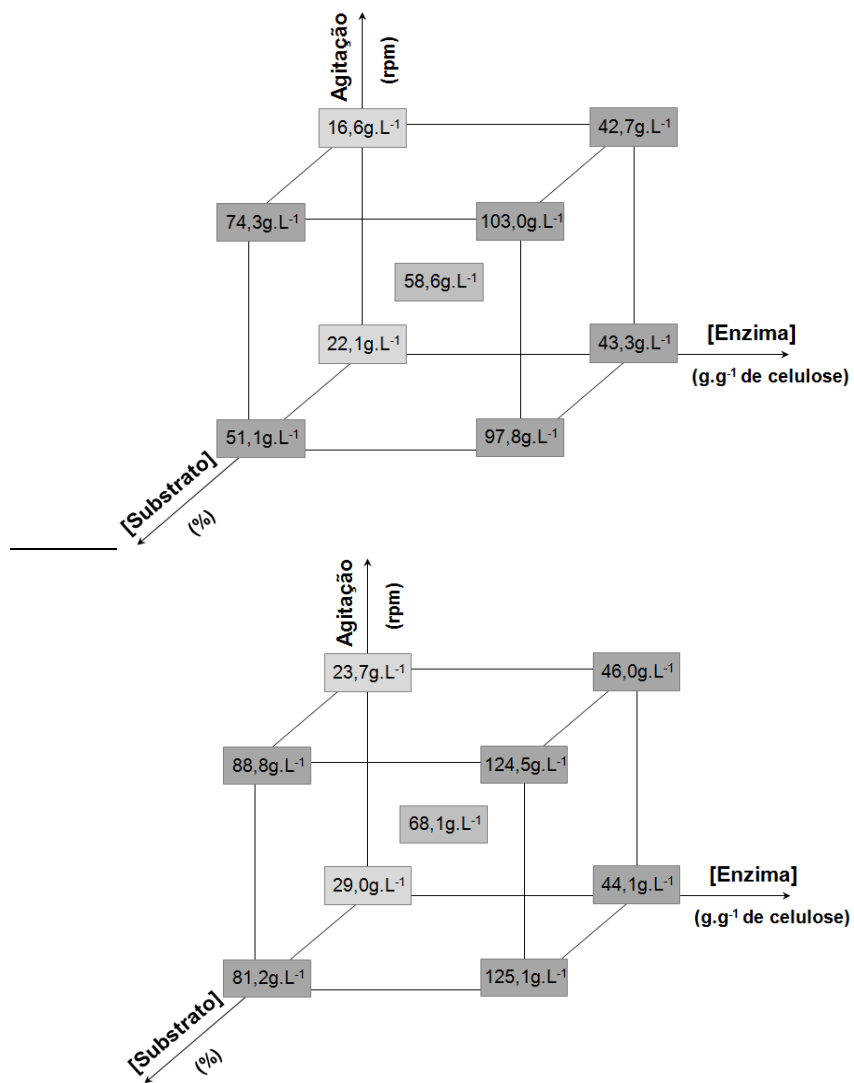 Agitação
(rpm)
16,6g.L⁻¹
42,7g.L⁻¹
74,3g.L⁻¹
103,0g.L⁻¹
58,6g.L⁻¹
22,1g.L⁻¹
43,3g.L⁻¹
[Enzima]
(g.g⁻¹ de celulose)
51,1g.L⁻¹
97,8g.L⁻¹
[Substrato]
(%)
Agitação
(rpm)
23,7g.L⁻¹
46,0g.L⁻¹
88,8g.L⁻¹
124,5g.L⁻¹
68,1g.L⁻¹
29,0g.L⁻¹
44,1g.L⁻¹
[Enzima]
(g.g⁻¹ de celulose)
81,2g.L⁻¹
125,1g.L⁻¹
[Substrato]
(%)